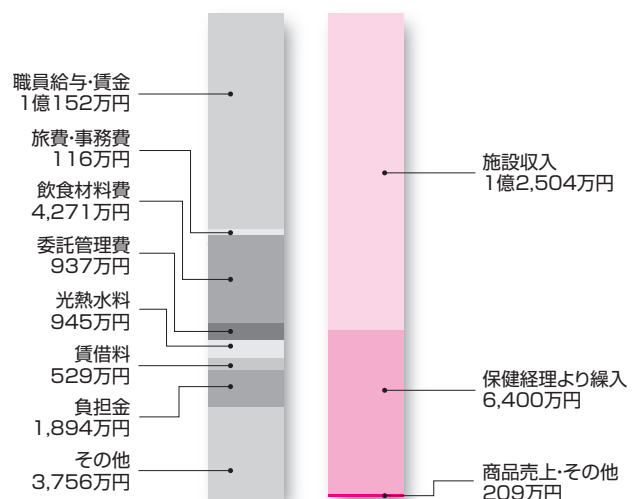 職員給与・賃金
1億152万円
旅費・事務費
116万円
飲食材料費
4,271万円
委託管理費
937万円
光熱水料
945万円
賃借料
529万円
負担金
1,894万円
その他
3,756万円
施設収入
1億2,504万円
保健経理より繰入
6,400万円
商品売上・その他
209万円